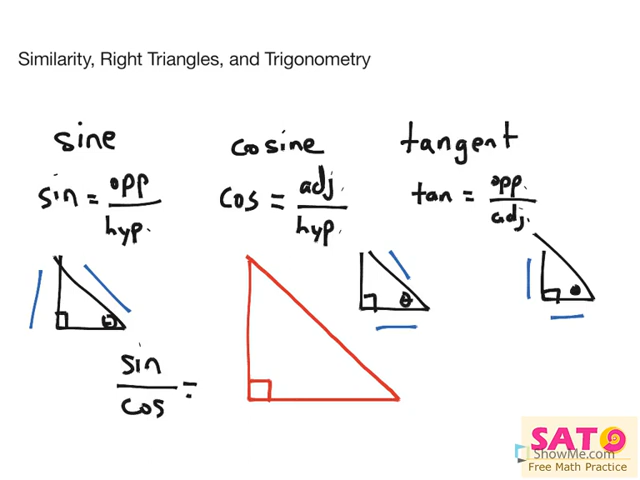 Similarity, Right Triangles, and Trigonometry
sine
cosine
tangent
sin = opp / hyp.
cos = adj. / hyp.
tan = opp. / adj.
θ
θ
sin / cos =
SATO
ShowMe.com
Free Math Practice